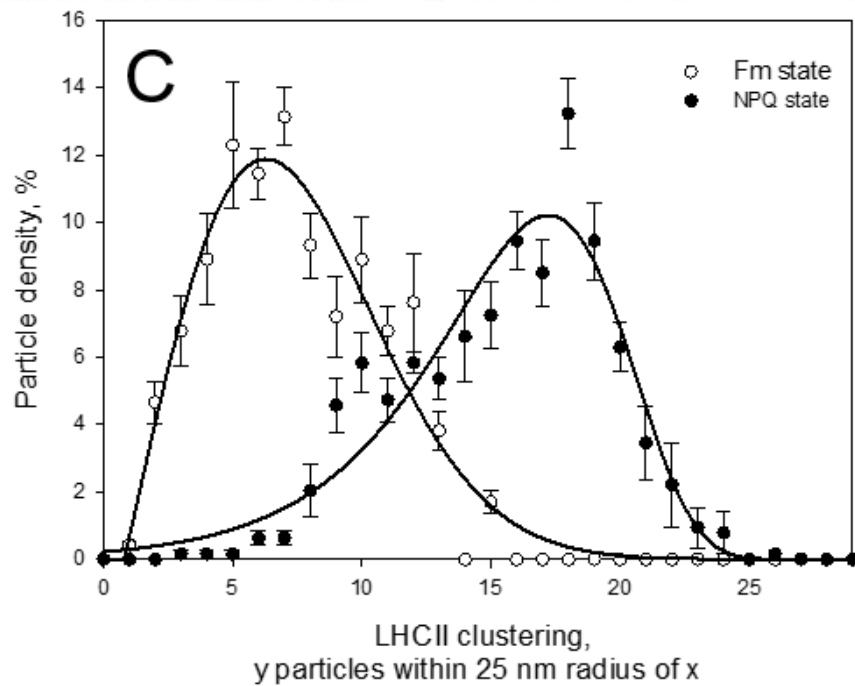 C
Fm state
NPQ state
Particle density, %
16
14
12
10
8
6
4
2
0
0 5 10 15 20 25
LHCII clustering,
y particles within 25 nm radius of x